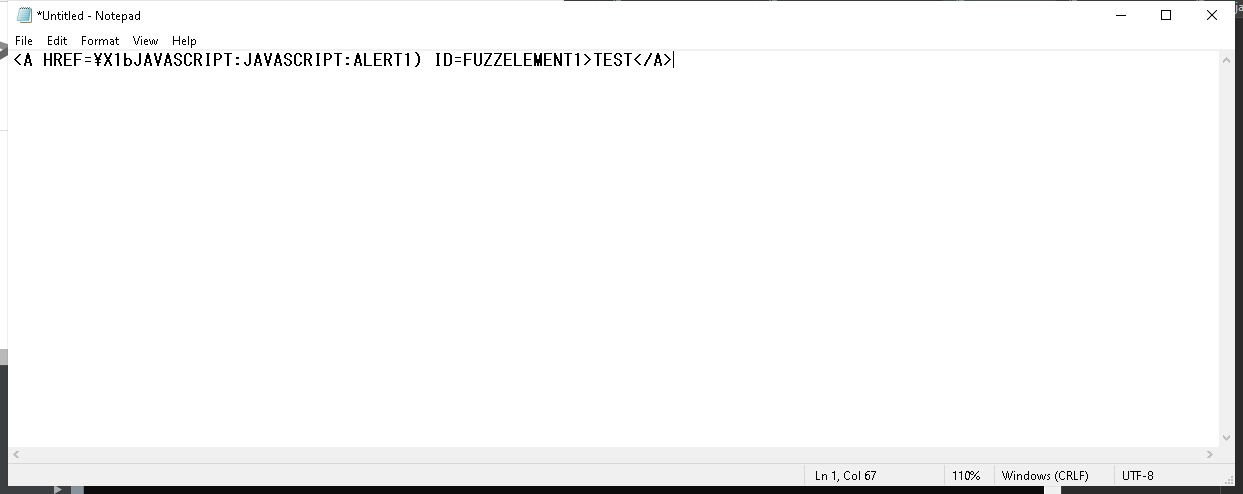 *Untitled - Notepad
File Edit Format View Help
<A HREF=¥X1bJAVASCRIPT:JAVASCRIPT:ALERT1) ID=FUZZELEMENT1>TEST</A>
Ln 1, Col 67 110% Windows (CRLF) UTF-8